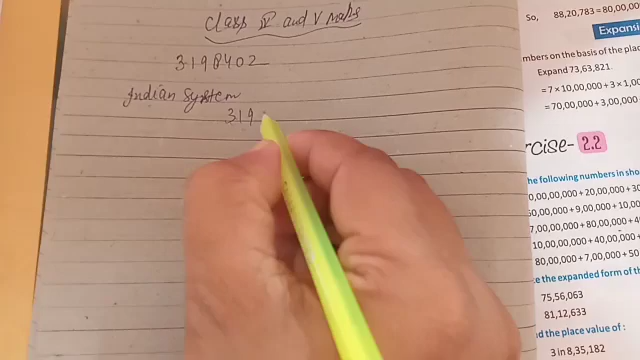 Class IV and V Maths
3198402
Indian System
319
So, 88,20,783 = 80,00,00
Expansi
mbers on the basis of the place
Expand 73,63,821.
= 7 × 10,00,000 + 3 × 1,00
= 70,00,000 + 3,00,000
rcise- 2.2
he following numbers in sho
0,00,00,000 + 20,00,000 + 30
50,00,000 + 9,00,000 + 10,00
7,00,00,000 + 80,00,000 + 4
10,00,00,000 + 40,00,000 +
80,00,000 + 7,00,000 + 50
e the expanded form of th
75,56,063
81,12,633
d the place value of :
3 in 8,35,182